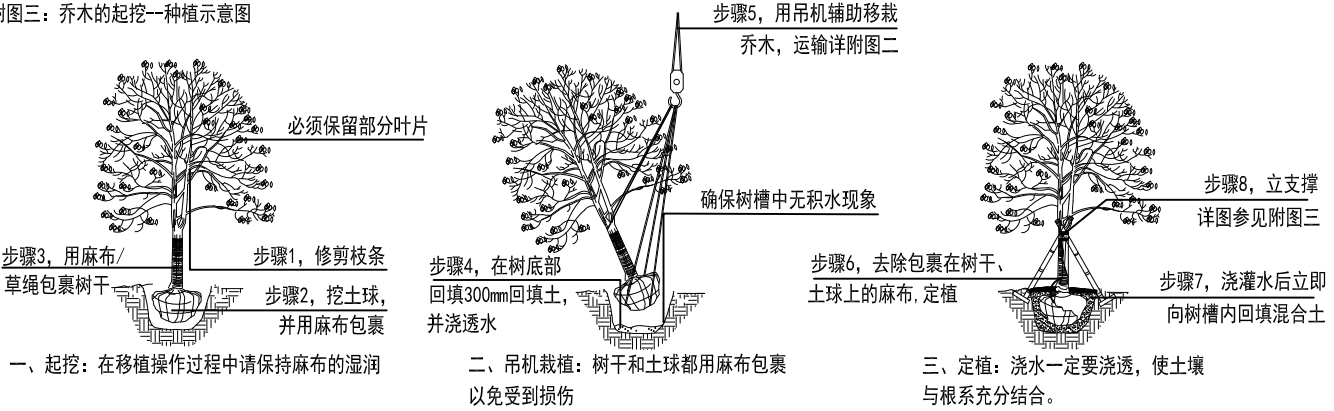 附图三：乔木的起挖--种植示意图
必须保留部分叶片
步骤3，用麻布/
草绳包裹树干
步骤1，修剪枝条
步骤2，挖土球，
并用麻布包裹
一、起挖：在移植操作过程中请保持麻布的湿润
步骤5，用吊机辅助移栽
乔木，运输详附图二
确保树槽中无积水现象
步骤4，在树底部
回填300mm回填土，
并浇透水
二、吊机栽植：树干和土球都用麻布包裹
以免受到损伤
步骤8，立支撑
详图参见附图三
步骤6，去除包裹在树干、
土球上的麻布,定植
步骤7，浇灌水后立即
向树槽内回填混合土
三、定植：浇水一定要浇透，使土壤
与根系充分结合。